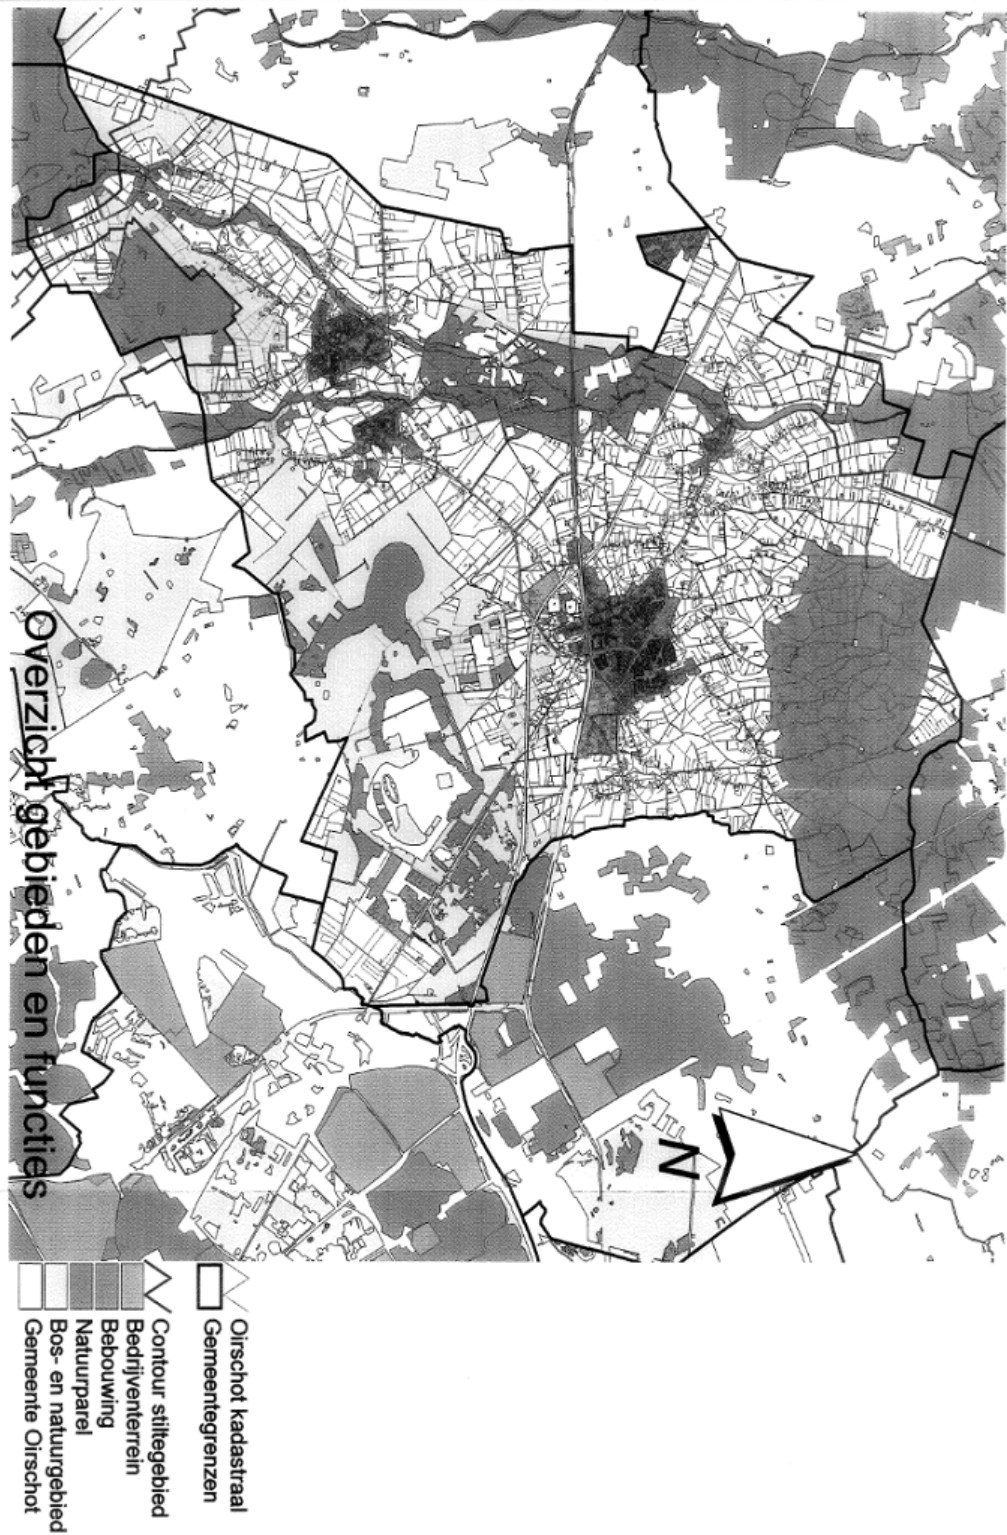 Overzicht gebieden en functies
N
Oirschot kadastraal
Gemeentegrenzen
Contour stiltegebied
Bedrijventerrein
Bebouwing
Natuurparel
Bos- en natuurgebied
Gemeente Oirschot